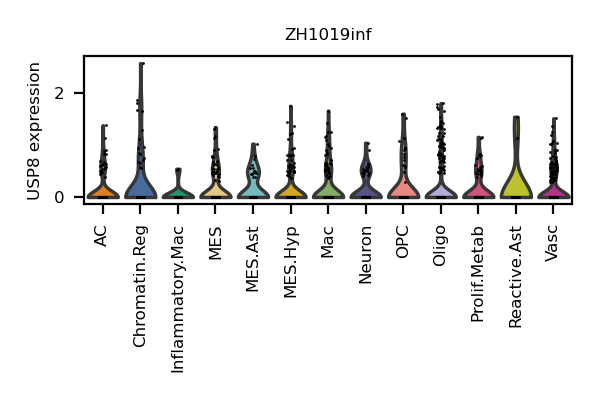 ZH1019inf
USP8 expression
2
0
AC
Chromatin.Reg
Inflammatory.Mac
MES
MES.Ast
MES.Hyp
Mac
Neuron
OPC
Oligo
Prolif.Metab
Reactive.Ast
Vasc